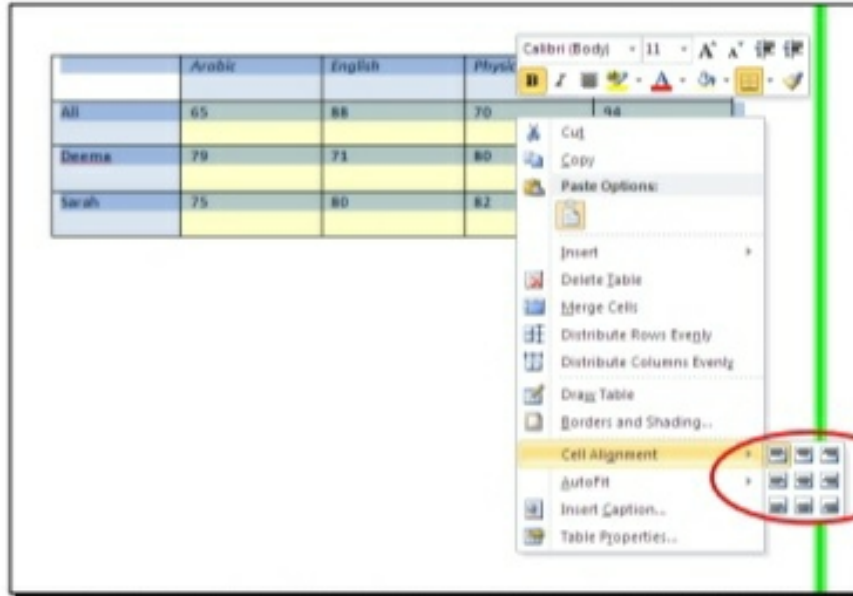 Calibri (Body) 11 A A
B I A
Arabic English Physic
Ali 65 88 70 94
Deema 79 71 80
Sarah 75 80 82
Cut
Copy
Paste Options:
Insert
Delete Table
Merge Cells
Distribute Rows Evenly
Distribute Columns Evenly
Draw Table
Borders and Shading...
Cell Alignment
AutoFit
Insert Caption...
Table Properties...